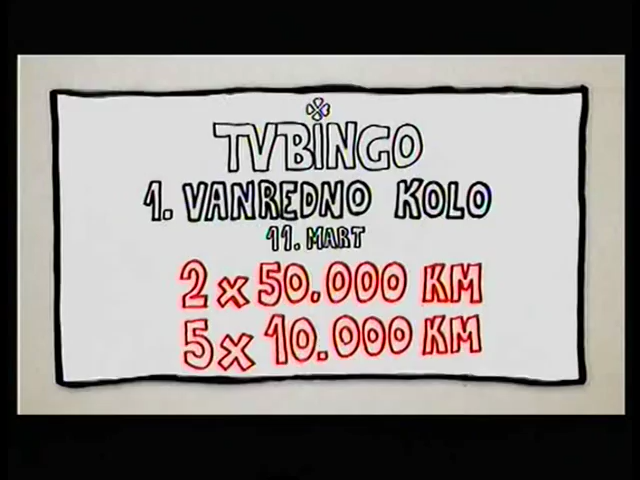 TVBINGO
1. VANREDNO KOLO
11. MART
2 x 50.000 KM
5 x 10.000 KM